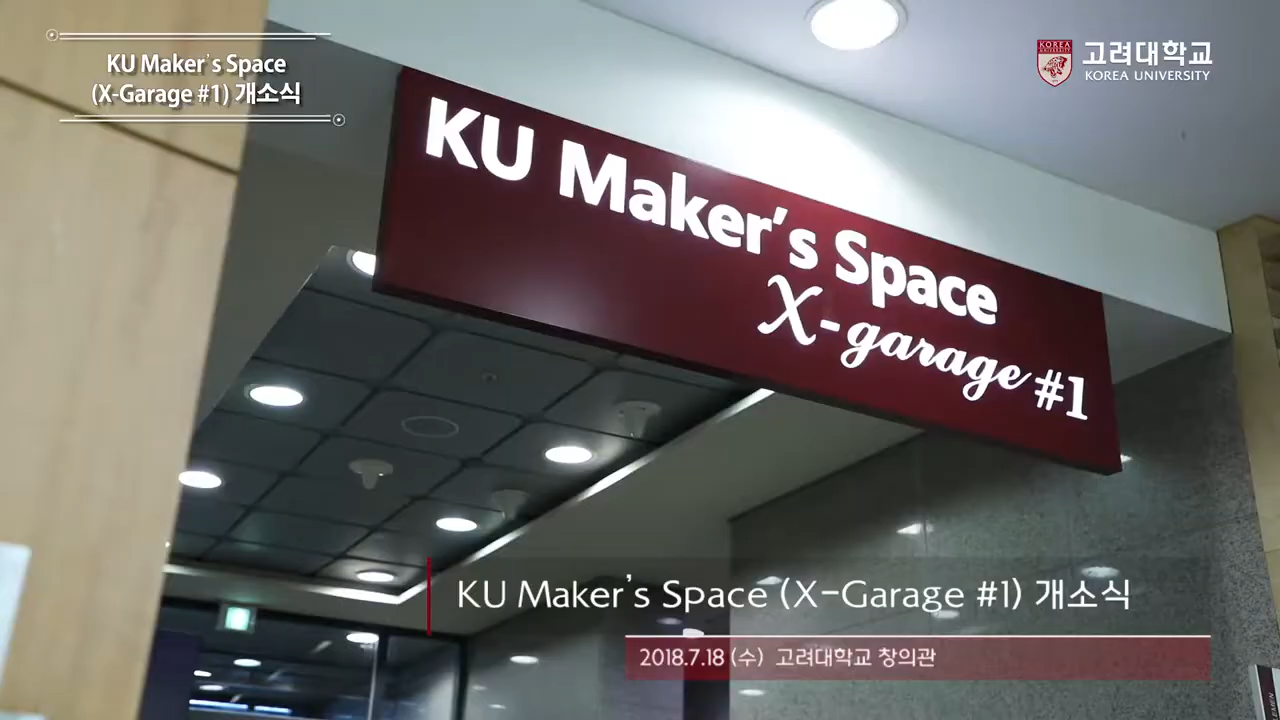 KU Maker's Space
(X-Garage #1) 개소식
KOREA
UNIVERSITY
고려대학교
KOREA UNIVERSITY
KU Maker's Space
X-garage #1
KU Maker's Space (X-Garage #1) 개소식
2018.7.18 (수) 고려대학교 창의관